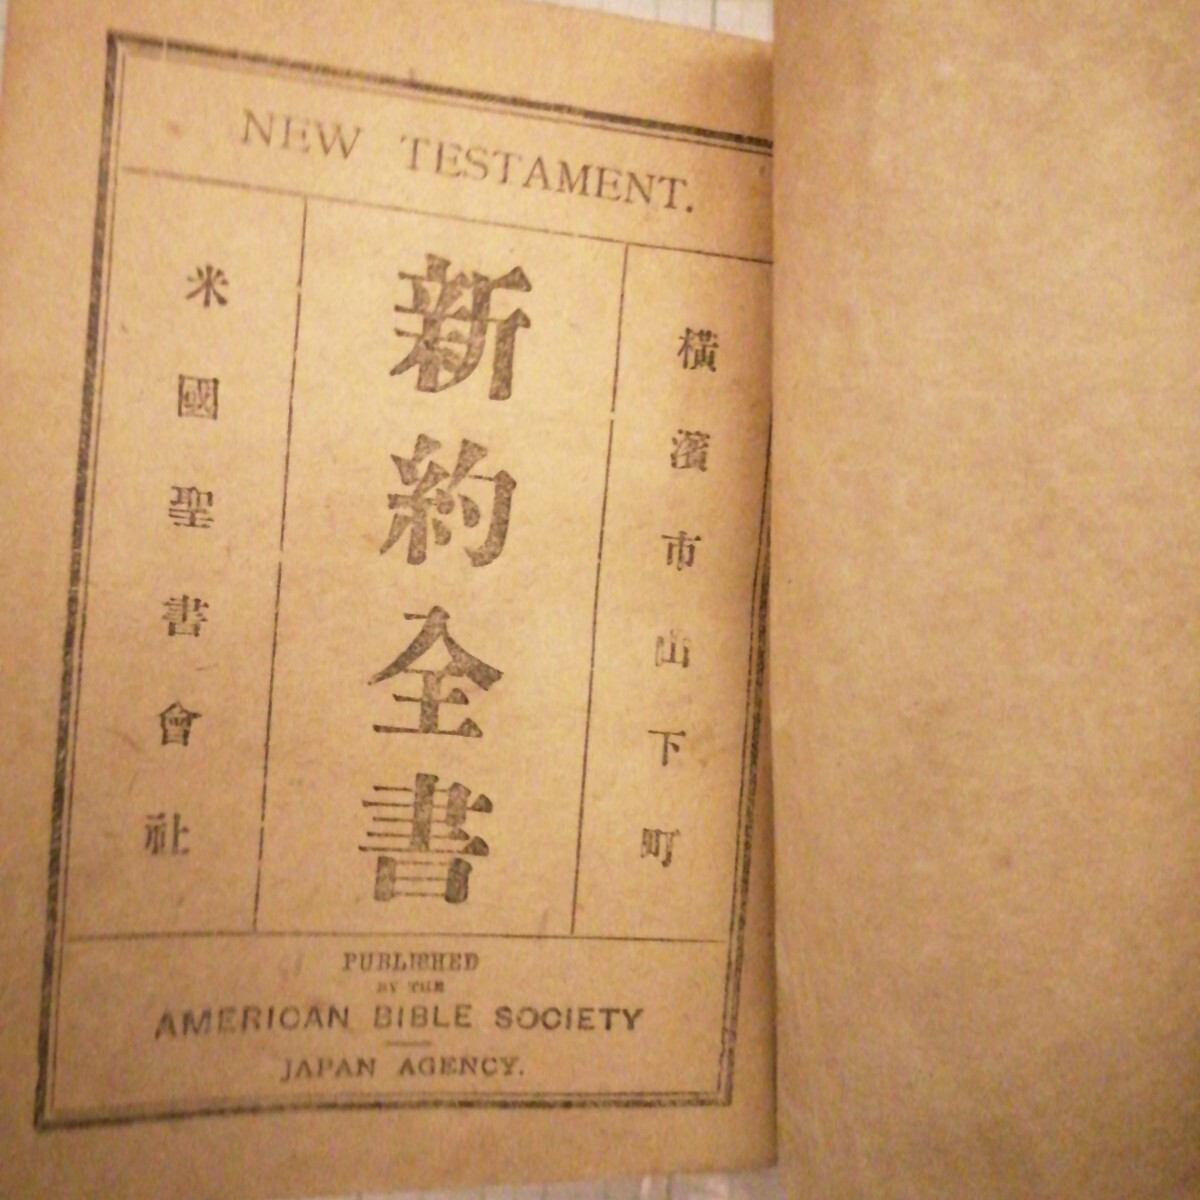 NEW TESTAMENT.
橫濱市山下町
新約全書
米國聖書會社
PUBLISHED
BY THE
AMERICAN BIBLE SOCIETY
JAPAN AGENCY.